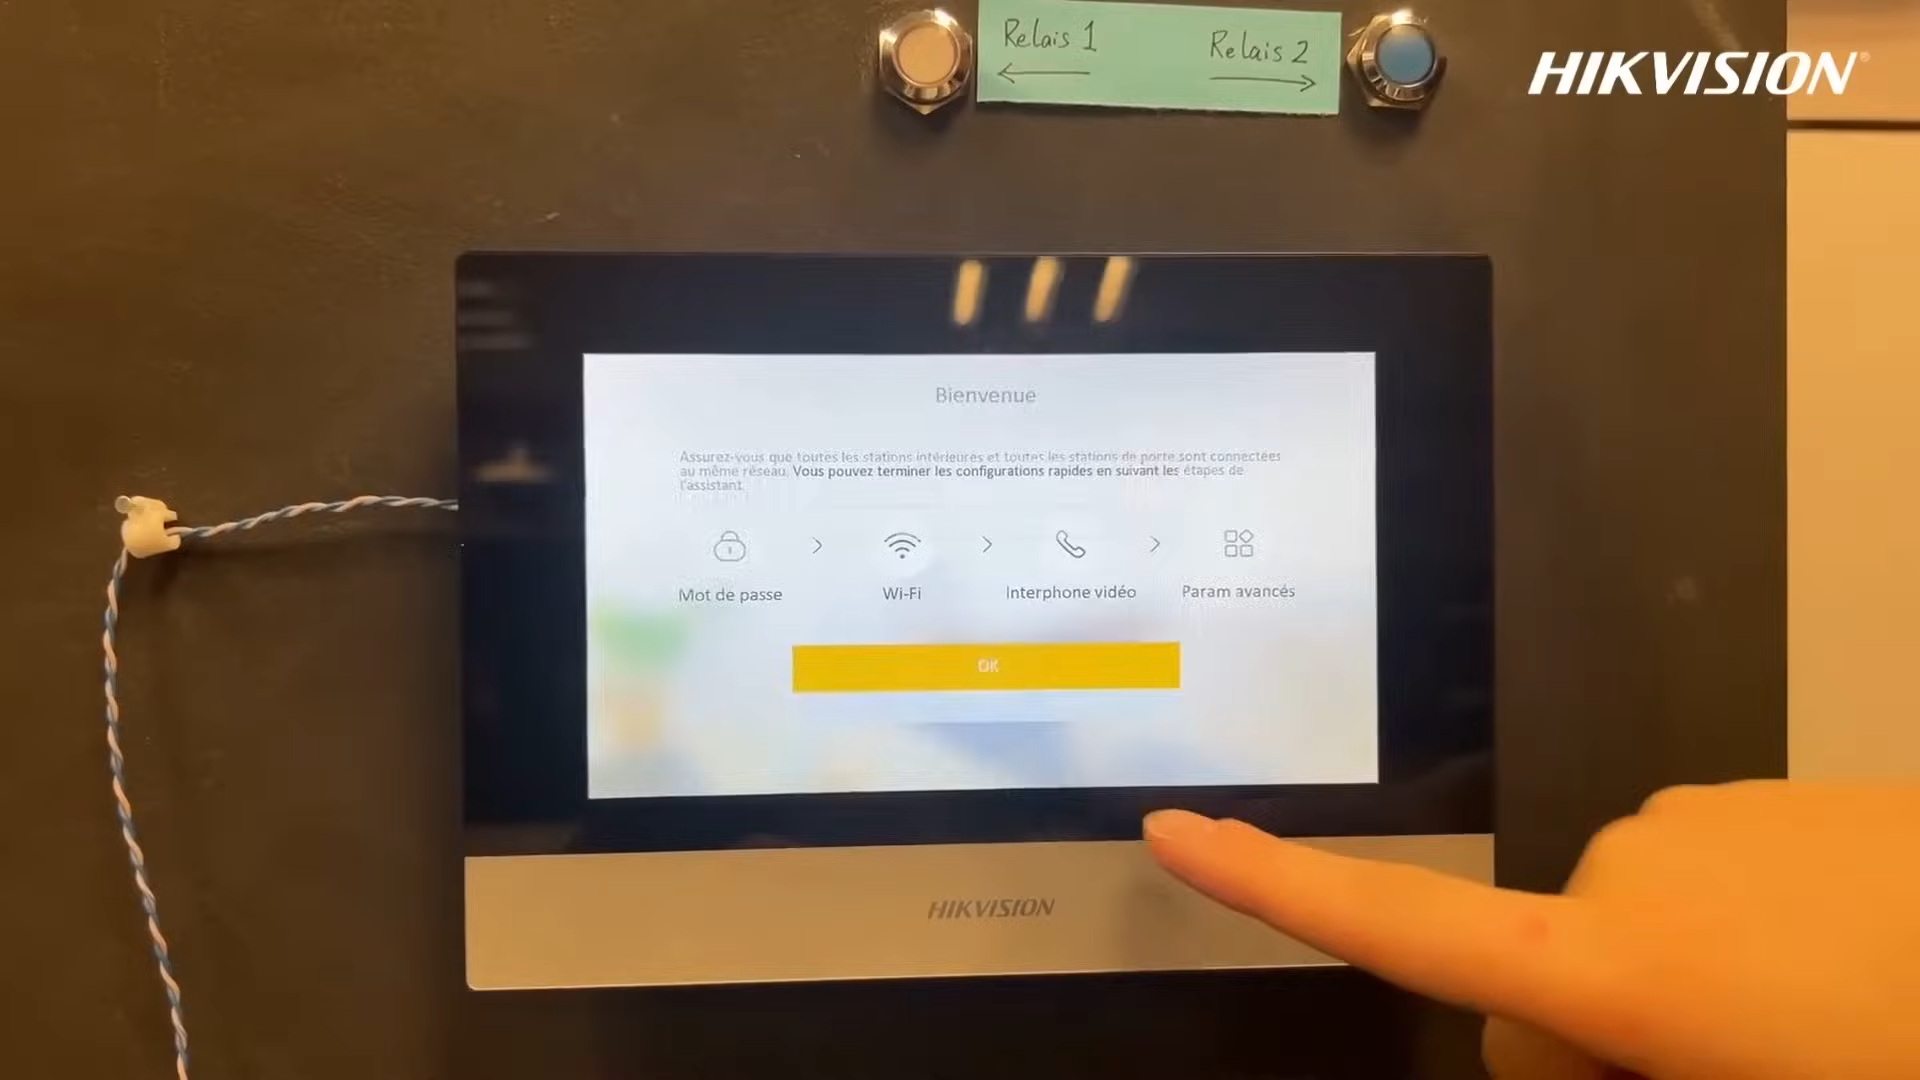 Relais 1
Relais 2
HIKVISION®
Bienvenue
Assurez-vous que toutes les stations intérieures et toutes les stations de porte sont connectées
au même réseau. Vous pouvez terminer les configurations rapides en suivant les étapes de
l'assistant.
Mot de passe
Wi-Fi
Interphone vidéo
Param avancés
OK
HIKVISION